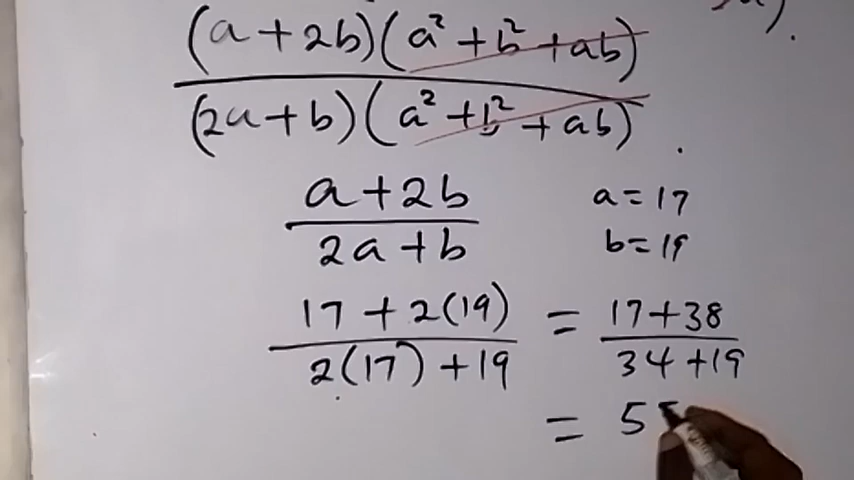 (a + 2b)(a² + b² + ab)
(2a + b)(a² + b² + ab)
a + 2b
2a + b
a = 17
b = 19
17 + 2(19) = 17 + 38
2(17) + 19   34 + 19
= 55